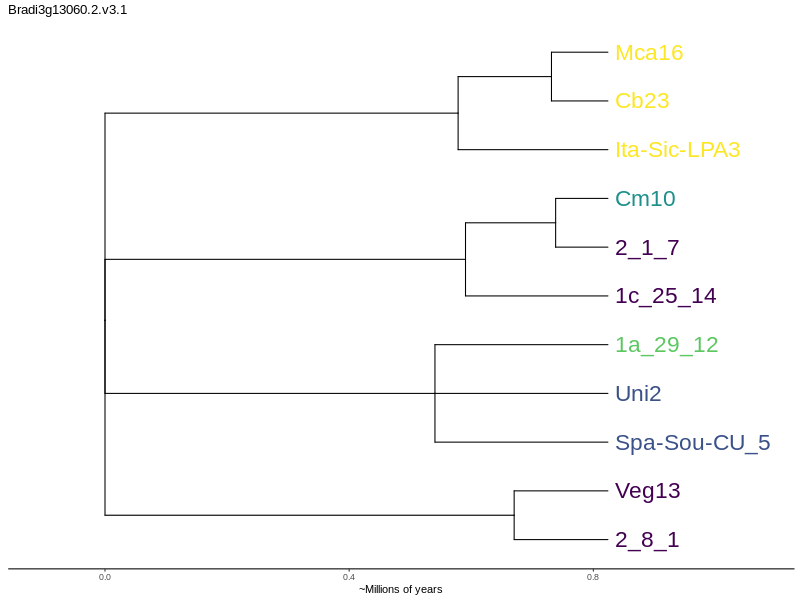 Bradi3g13060.2.v3.1
Mca16
Cb23
Ita-Sic-LPA3
Cm10
2_1_7
1c_25_14
1a_29_12
Uni2
Spa-Sou-CU_5
Veg13
2_8_1
0.0 0.4 0.8
~Millions of years